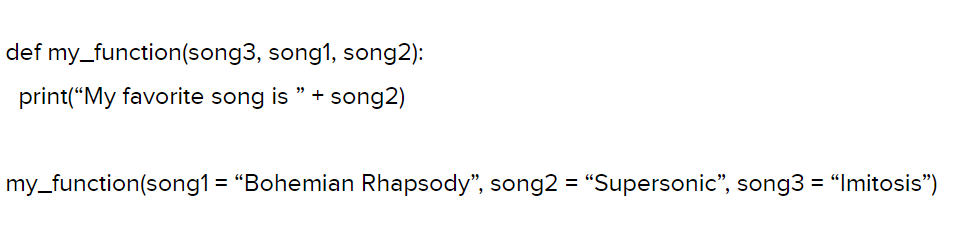 def my_function(song3, song1, song2):
print(“My favorite song is ” + song2)
my_function(song1 = “Bohemian Rhapsody”, song2 = “Supersonic”, song3 = “Imitosis”)